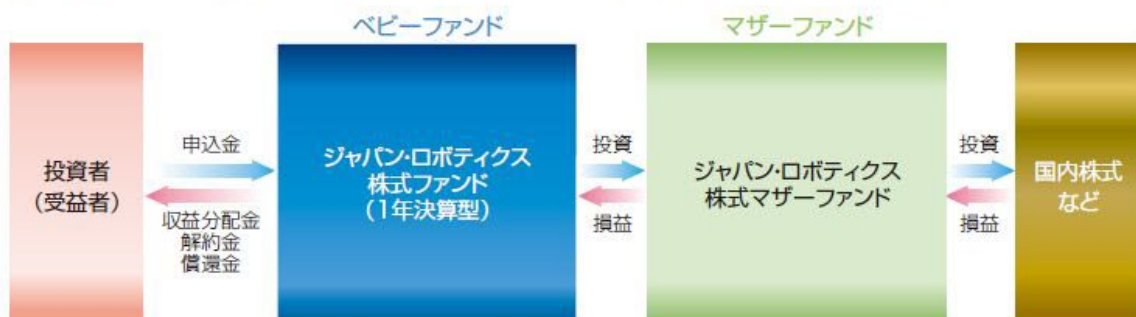 ベビーファンド
マザーファンド
投資者
(受益者)
申込金
収益分配金
解約金
償還金
ジャパン・ロボティクス
株式ファンド
(1年決算型)
投資
損益
ジャパン・ロボティクス
株式マザーファンド
投資
損益
国内株式
など